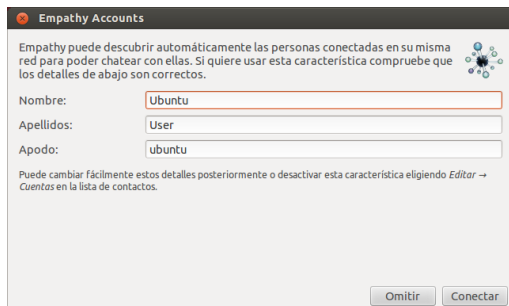 Empathy Accounts
Empathy puede descubrir automáticamente las personas conectadas en su misma
red para poder chatear con ellas. Si quiere usar esta característica compruebe que
los detalles de abajo son correctos.
Nombre: Ubuntu
Apellidos: User
Apodo: ubuntu
Puede cambiar fácilmente estos detalles posteriormente o desactivar esta característica eligiendo Editar →
Cuentas en la lista de contactos.
Omitir Conectar